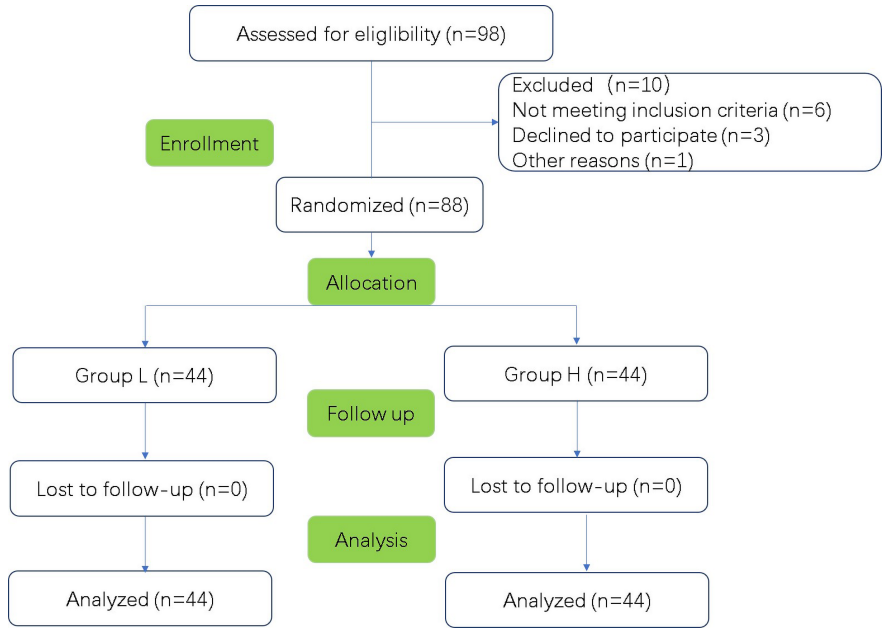 Assessed for eliglibility (n=98)
Excluded (n=10)
Not meeting inclusion criteria (n=6)
Declined to participate (n=3)
Other reasons (n=1)
Enrollment
Randomized (n=88)
Allocation
Group L (n=44)
Group H (n=44)
Follow up
Lost to follow-up (n=0)
Lost to follow-up (n=0)
Analysis
Analyzed (n=44)
Analyzed (n=44)